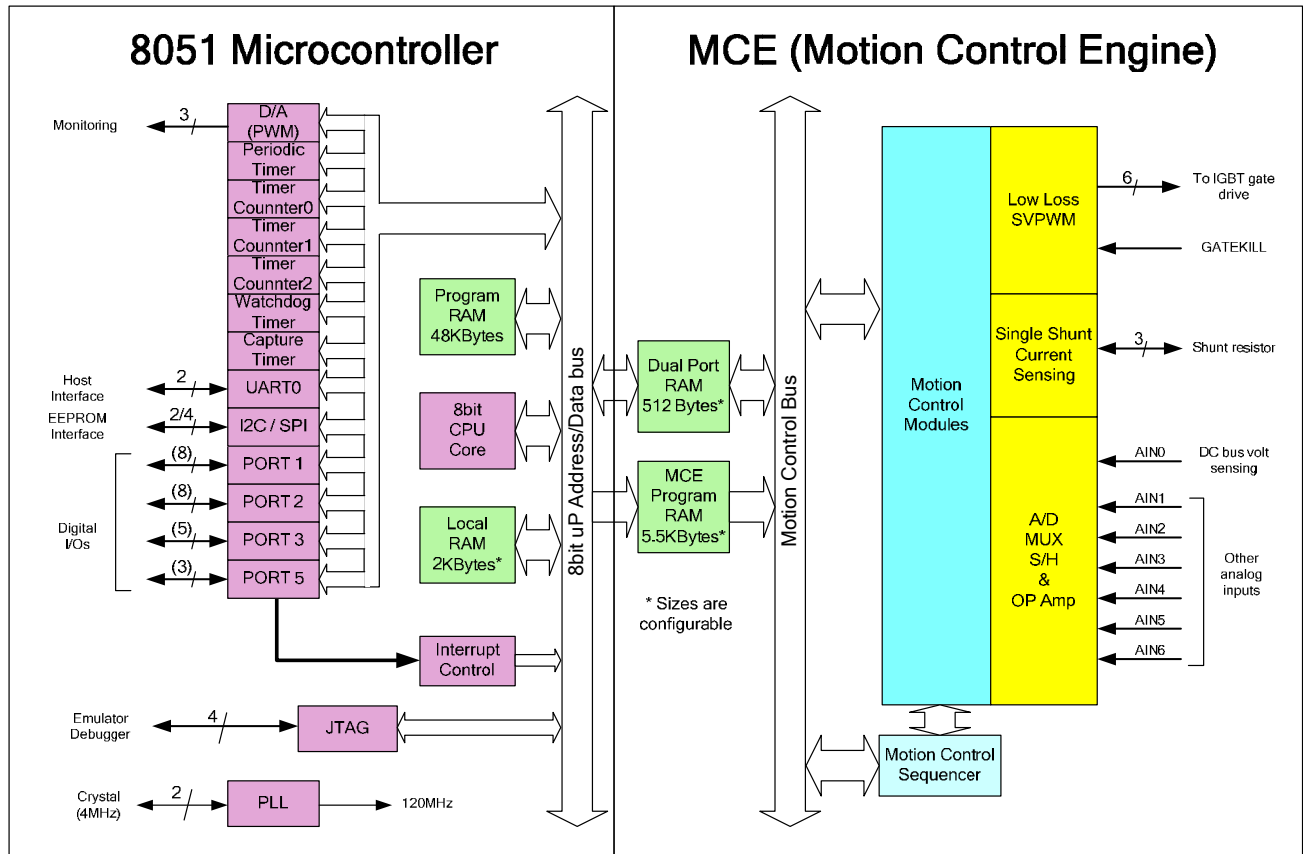 8051 Microcontroller
MCE (Motion Control Engine)
Monitoring
3
D/A
(PWM)
Periodic
Timer
Timer
Counnter0
Timer
Counnter1
Timer
Counnter2
Watchdog
Timer
Capture
Timer
Host
Interface
2
UART0
EEPROM
Interface
2/4
I2C / SPI
Digital
I/Os
(8)
PORT 1
(8)
PORT 2
(5)
PORT 3
(3)
PORT 5
Program
RAM
48KBytes
8bit
CPU
Core
Local
RAM
2KBytes*
Interrupt
Control
Emulator
Debugger
4
JTAG
Crystal
(4MHz)
2
PLL
120MHz
8bit uP Address/Data bus
Dual Port
RAM
512 Bytes*
MCE
Program
RAM
5.5KBytes*
* Sizes are
configurable
Motion Control Bus
Motion
Control
Modules
Motion Control
Sequencer
Low Loss
SVPWM
6
To IGBT gate
drive
GATEKILL
Single Shunt
Current
Sensing
3
Shunt resistor
A/D
MUX
S/H
&
OP Amp
AIN0
DC bus volt
sensing
AIN1
AIN2
AIN3
AIN4
AIN5
AIN6
Other
analog
inputs